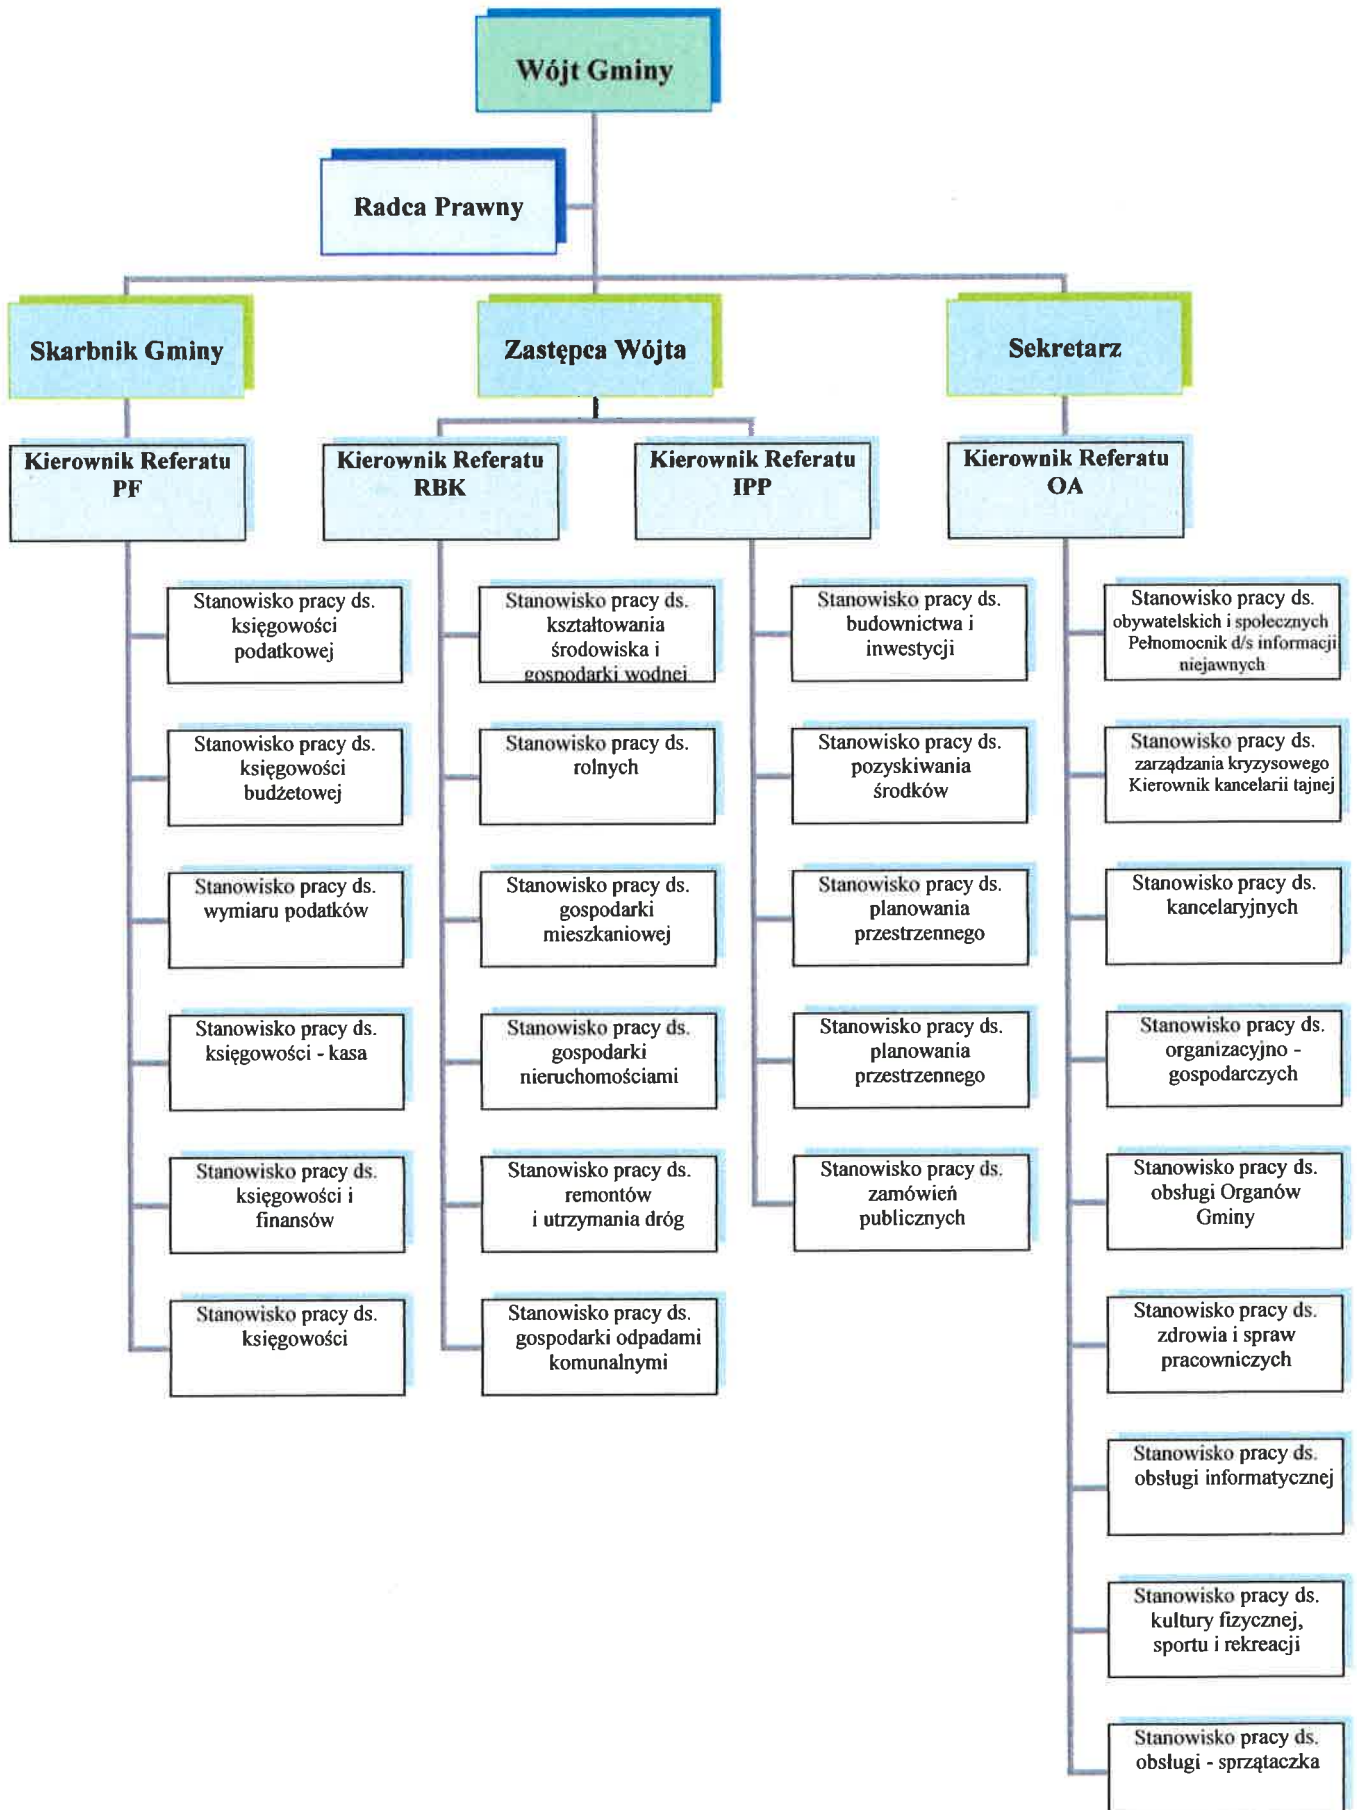 Wójt Gminy
Radca Prawny
Skarbnik Gminy
Zastępca Wójta
Sekretarz
Kierownik Referatu
PF
Kierownik Referatu
RBK
Kierownik Referatu
IPP
Kierownik Referatu
OA
Stanowisko pracy ds.
księgowości
podatkowej
Stanowisko pracy ds.
księgowości
budżetowej
Stanowisko pracy ds.
wymiaru podatków
Stanowisko pracy ds.
księgowości - kasa
Stanowisko pracy ds.
księgowości i
finansów
Stanowisko pracy ds.
księgowości
Stanowisko pracy ds.
kształtowania
środowiska i
gospodarki wodnej
Stanowisko pracy ds.
rolnych
Stanowisko pracy ds.
gospodarki
mieszkaniowej
Stanowisko pracy ds.
gospodarki
nieruchomościami
Stanowisko pracy ds.
remontów
i utrzymania dróg
Stanowisko pracy ds.
gospodarki odpadami
komunalnymi
Stanowisko pracy ds.
budownictwa i
inwestycji
Stanowisko pracy ds.
pozyskiwania
środków
Stanowisko pracy ds.
planowania
przestrzennego
Stanowisko pracy ds.
planowania
przestrzennego
Stanowisko pracy ds.
zamówień
publicznych
Stanowisko pracy ds.
obywatelskich i społecznych
Pełnomocnik d/s informacji
niejawnych
Stanowisko pracy ds.
zarządzania kryzysowego
Kierownik kancelarii tajnej
Stanowisko pracy ds.
kancelaryjnych
Stanowisko pracy ds.
organizacyjno -
gospodarczych
Stanowisko pracy ds.
obsługi Organów
Gminy
Stanowisko pracy ds.
zdrowia i spraw
pracowniczych
Stanowisko pracy ds.
obsługi informatycznej
Stanowisko pracy ds.
kultury fizycznej,
sportu i rekreacji
Stanowisko pracy ds.
obsługi - sprzątaczka